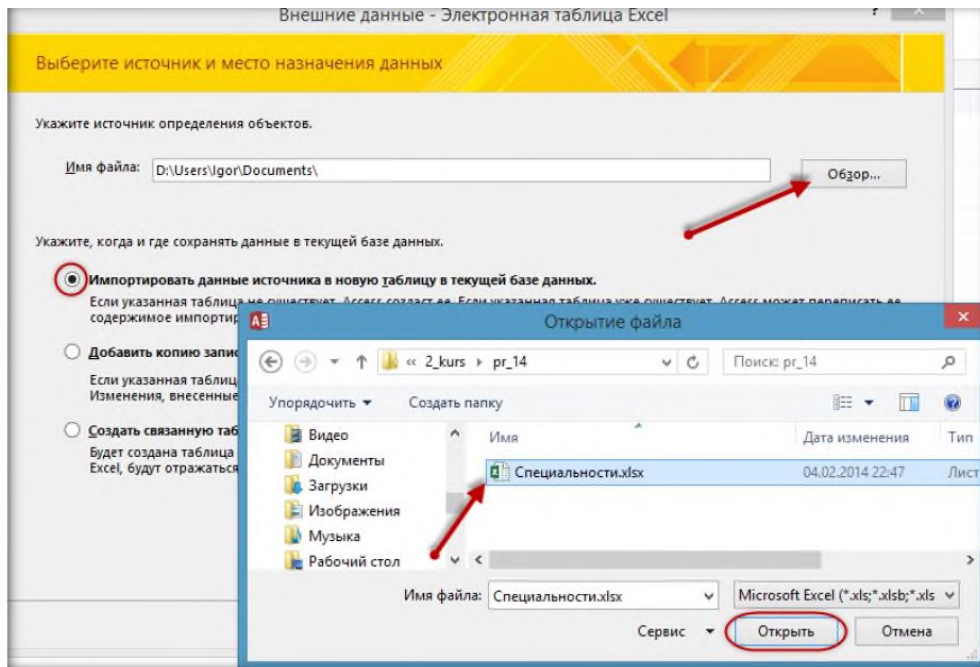 Внешние данные - Электронная таблица Excel
?
Выберите источник и место назначения данных
Укажите источник определения объектов.
Имя файла: D:\Users\Igor\Documents\ Обзор...
Укажите, когда и где сохранять данные в текущей базе данных.
Импортировать данные источника в новую таблицу в текущей базе данных.
Если указанная таблица не существует, Access создаст ее. Если указанная таблица уже существует, Access может переписать ее
содержимое импортир
Добавить копию запис
Если указанная таблиц
Изменения, внесенные
Создать связанную таб
Будет создана таблица
Excel, будут отражаться
Открытие файла
« 2_kurs pr_14 Поиск: pr_14
Упорядочить Создать папку
Видео
Документы
Загрузки
Изображения
Музыка
Рабочий стол
Имя Дата изменения Тип
Специальности.xlsx 04.02.2014 22:47 Лист
Имя файла: Специальности.xlsx Microsoft Excel (*.xls;*.xlsb;*.xls
Сервис Открыть Отмена